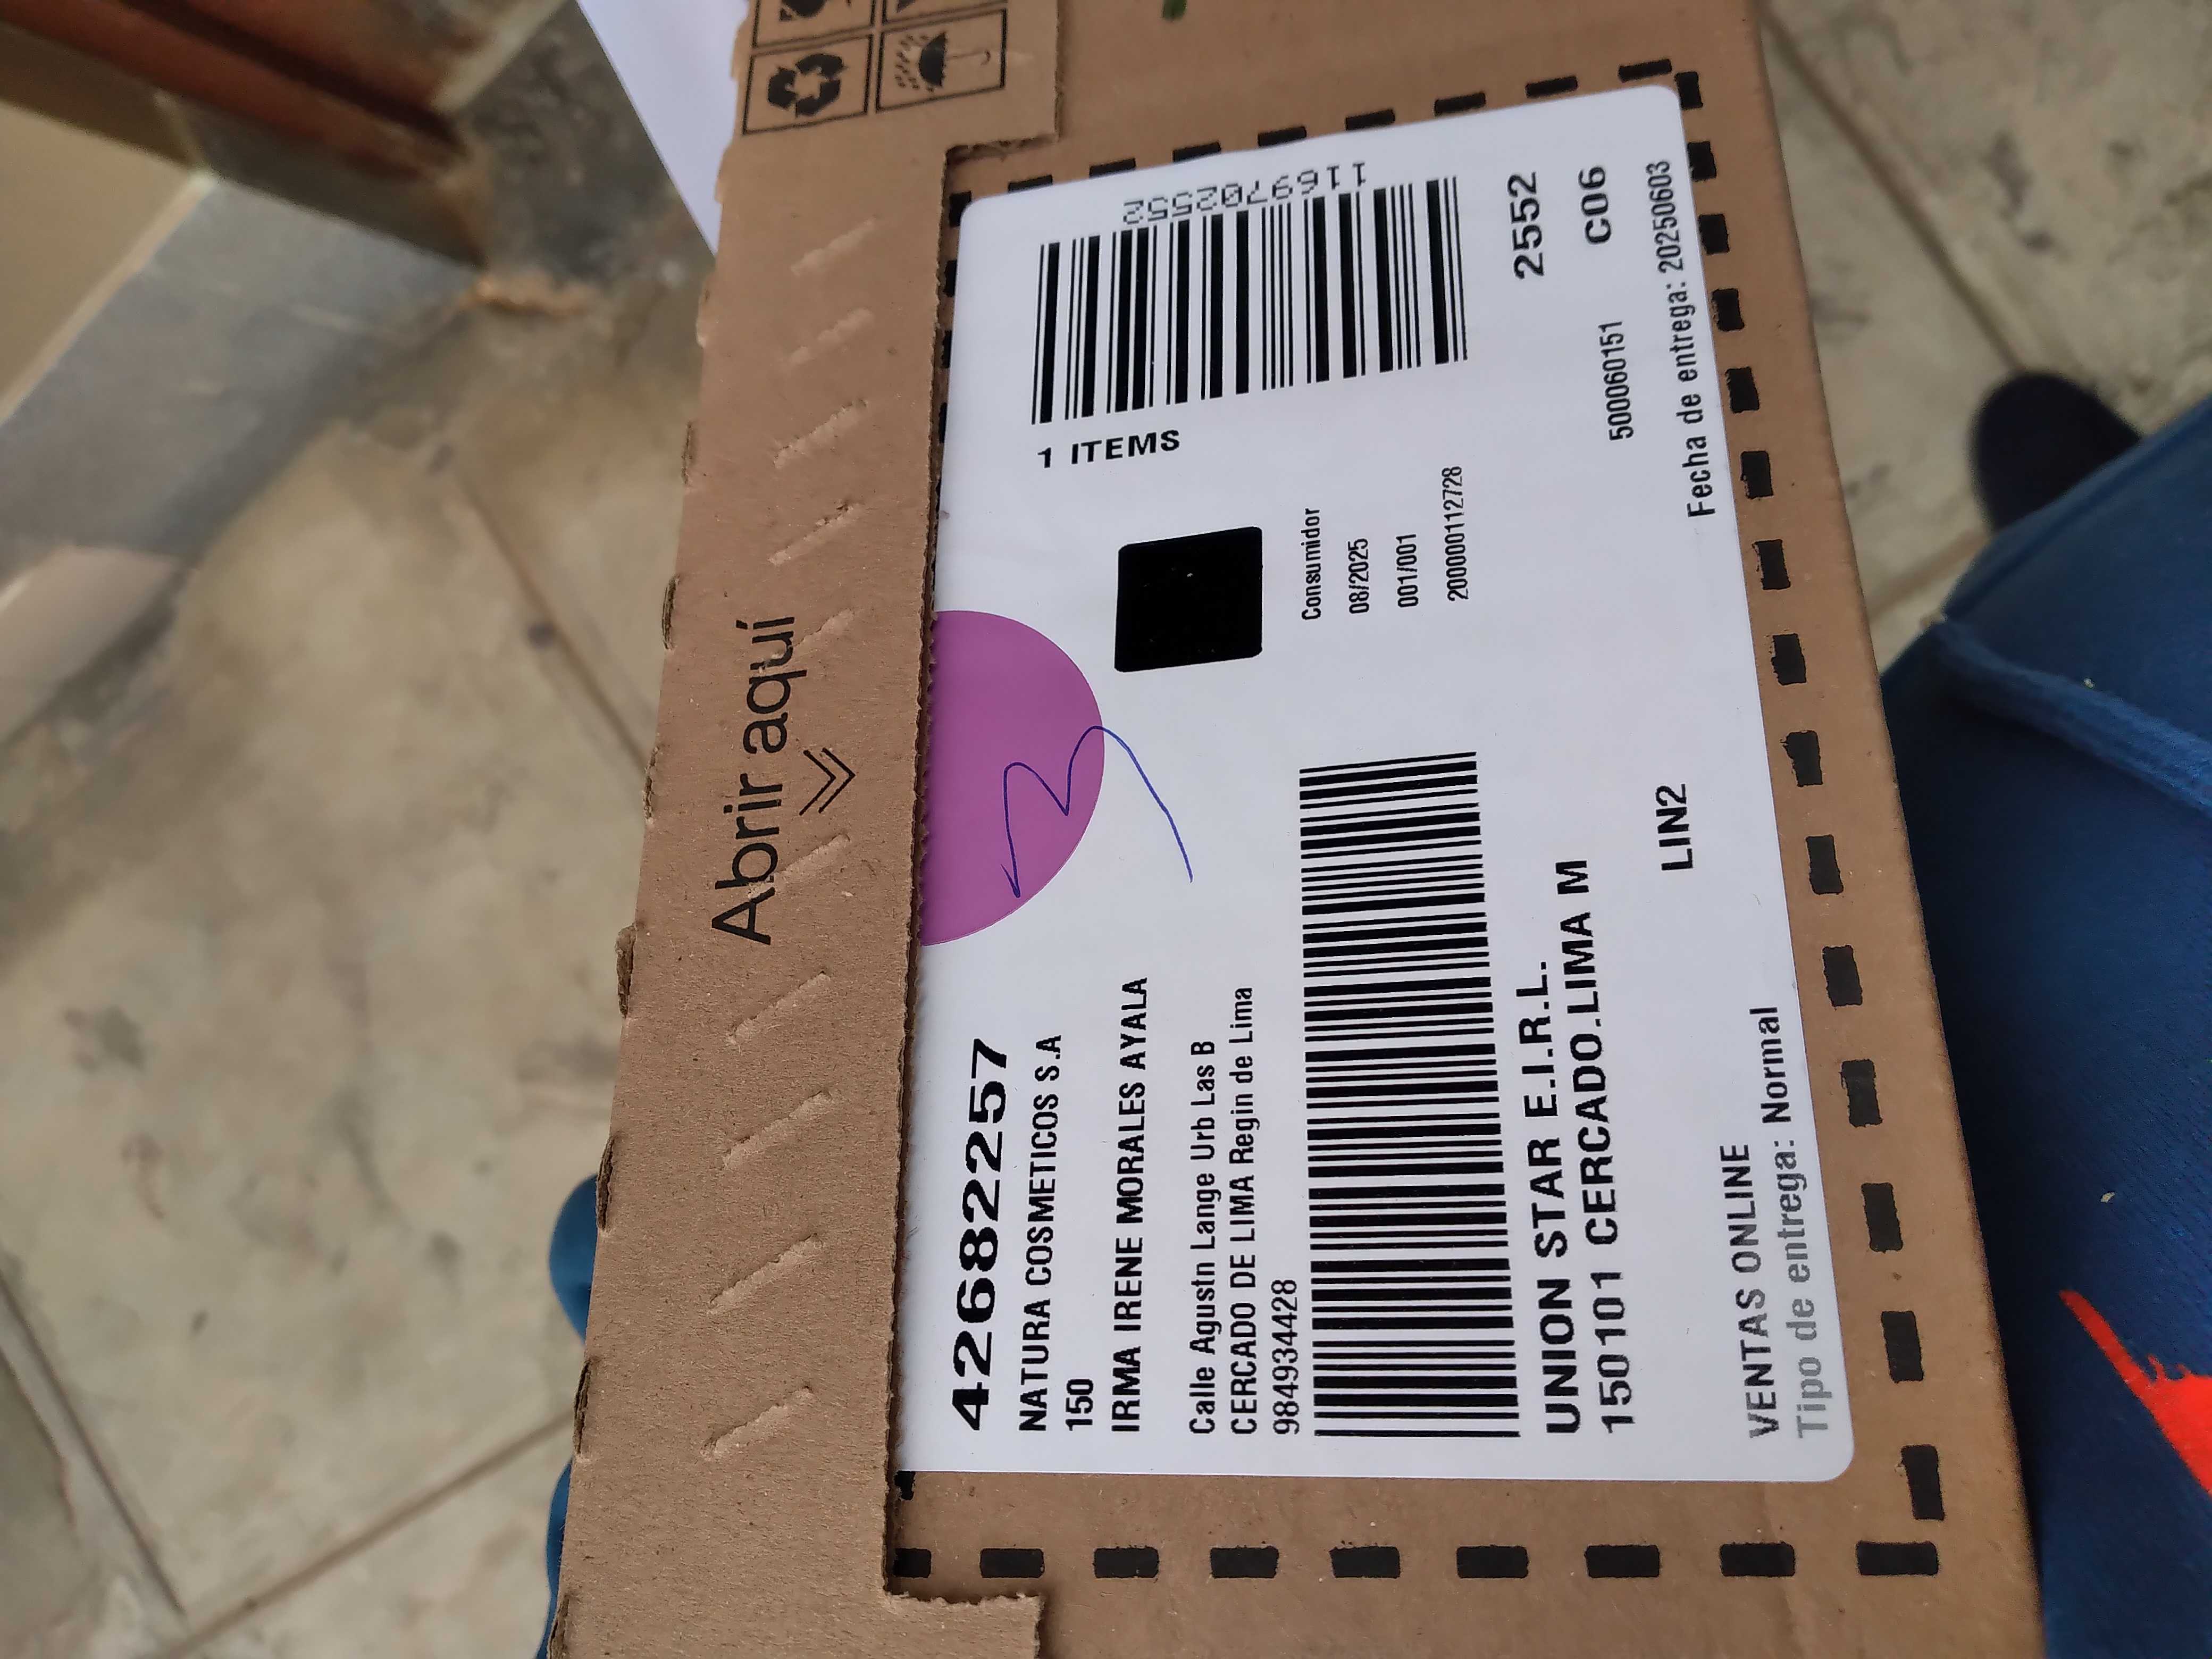 Abrir aquí
42682257
NATURA COSMETICOS S.A
150
IRMA IRENE MORALES AYALA
Calle Agustn Lange Urb Las B
CERCADO DE LIMA Regin de Lima
984934428
UNION STAR E.I.R.L.
150101 CERCADO.LIMA M
LIN2
VENTAS ONLINE
Tipo de entrega: Normal
1 ITEMS
1169702552
Consumidor
08/2025
001/001
200000112728
2552
500060151 C06
Fecha de entrega: 20250603